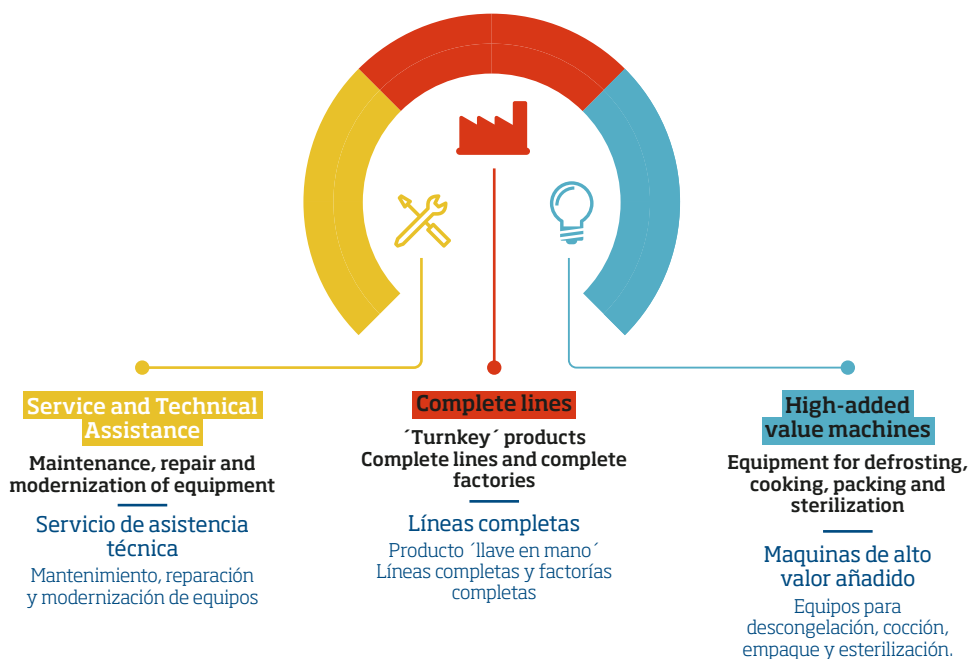 Service and Technical
Assistance
Maintenance, repair and
modernization of equipment
Servicio de asistencia
técnica
Mantenimiento, reparación
y modernización de equipos
Complete lines
´Turnkey´ products
Complete lines and complete
factories
Líneas completas
Producto ´llave en mano´
Líneas completas y factorías
completas
High-added
value machines
Equipment for defrosting,
cooking, packing and
sterilization
Maquinas de alto
valor añadido
Equipos para
descongelación, cocción,
empaque y esterilización.